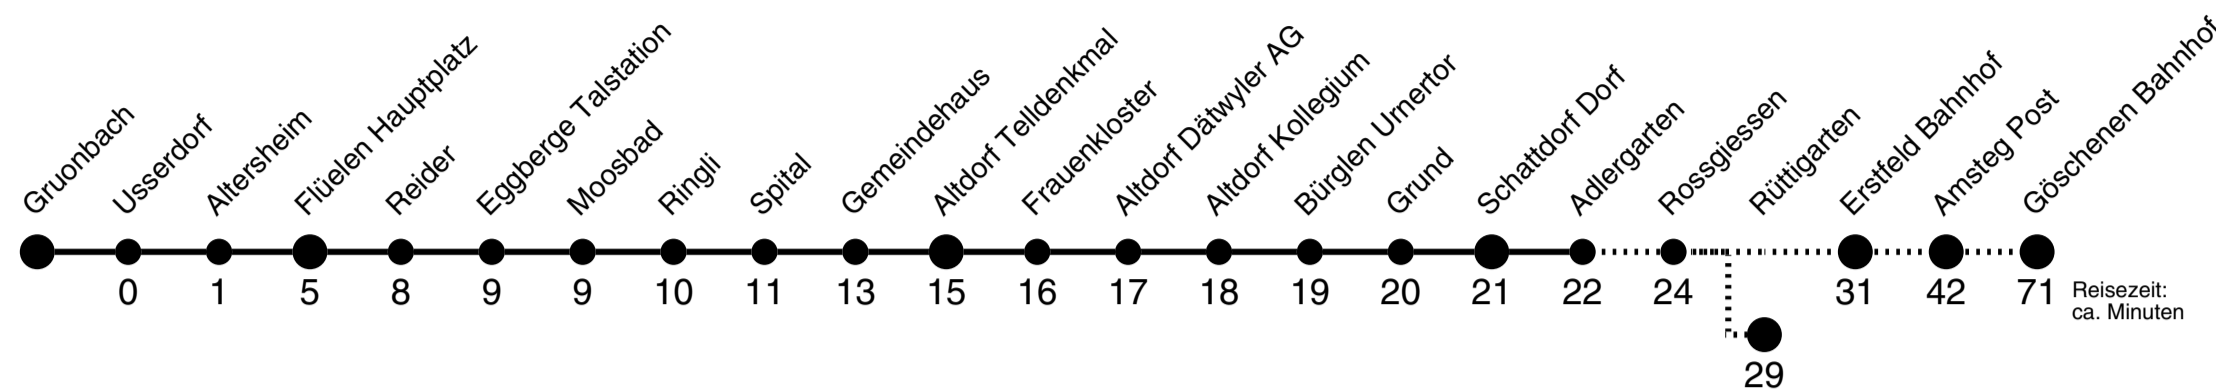 Gruonbach
Usserdorf
Altersheim
Flüelen Hauptplatz
Reider
Eggberge Talstation
Moosbad
Ringli
Spital
Gemeindehaus
Altdorf Telldenkmal
Frauenkloster
Altdorf Dätwyler AG
Altdorf Kollegium
Bürglen Urnertor
Grund
Schattdorf Dorf
Adlergarten
Rossgiessen
Rüttigarten
Erstfeld Bahnhof
Amsteg Post
Göschenen Bahnhof
0 1 5 8 9 9 10 11 13 15 16 17 18 19 20 21 22 24 31 42 71
Reisezeit:
ca. Minuten
29